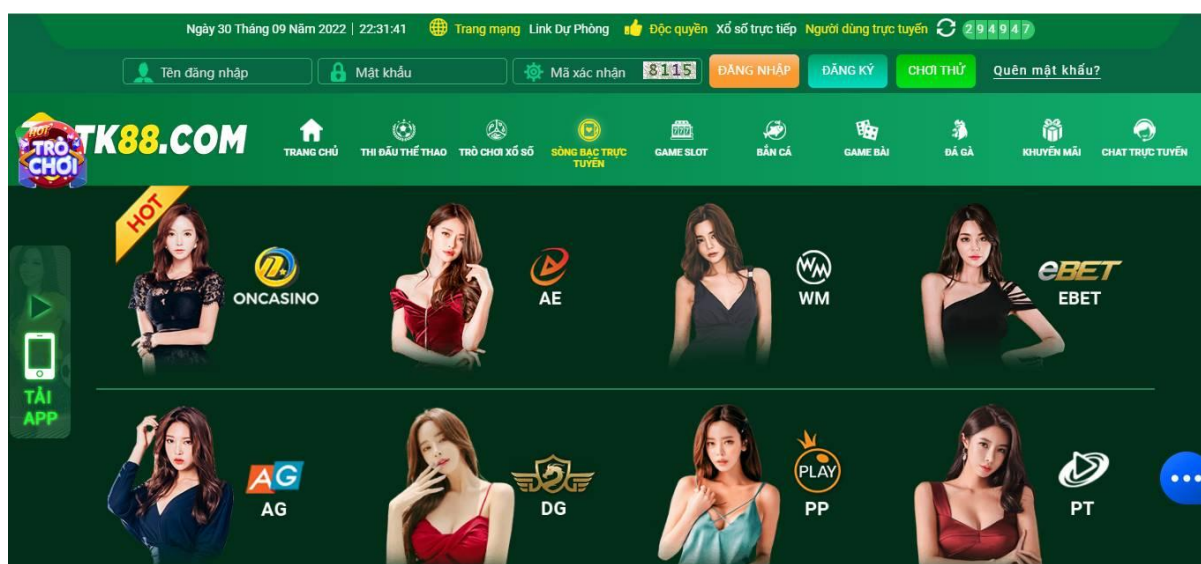 Ngày 30 Tháng 09 Năm 2022 | 22:31:41 Trang mạng Link Dự Phòng Độc quyền Xổ số trực tiếp Người dùng trực tuyến 294947
Tên đăng nhập Mật khẩu Mã xác nhận 8115 ĐĂNG NHẬP ĐĂNG KÝ CHƠI THỬ Quên mật khẩu?
HOT
TRÒ
CHƠI
TK88.COM
TRANG CHỦ THI ĐẤU THỂ THAO TRÒ CHƠI XỔ SỐ SÒNG BẠC TRỰC
TUYẾN
GAME SLOT BẮN CÁ GAME BÀI ĐÁ GÀ KHUYẾN MÃI CHAT TRỰC TUYẾN
HOT
ONCASINO
AE
WM
WM
eBET
EBET
TẢI
APP
AG
AG
DG
DG
PLAY
PP
PT